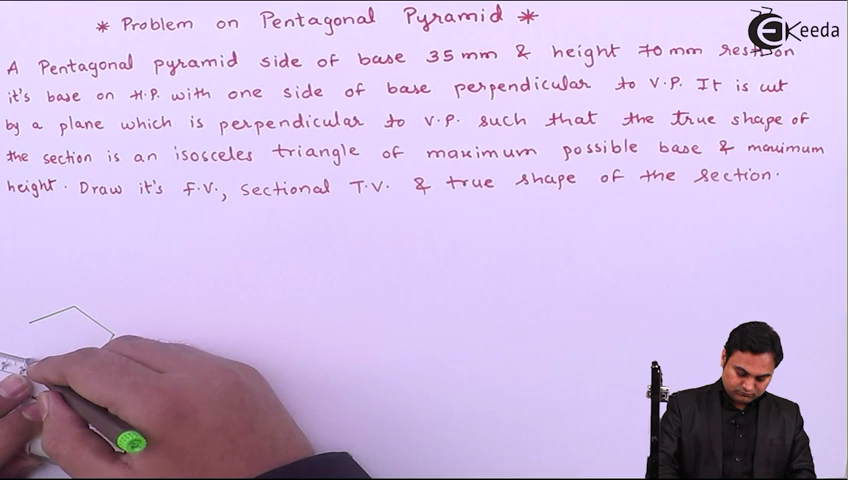 * Problem on Pentagonal Pyramid *
EKeeda
A Pentagonal pyramid side of base 35 mm & height 70 mm rest on
it's base on H.P. with one side of base perpendicular to V.P. It is cut
by a plane which is perpendicular to V.P. such that the true shape of
the section is an isosceles triangle of maximum possible base & maximum
height. Draw it's F.V., Sectional T.V. & true shape of the section.